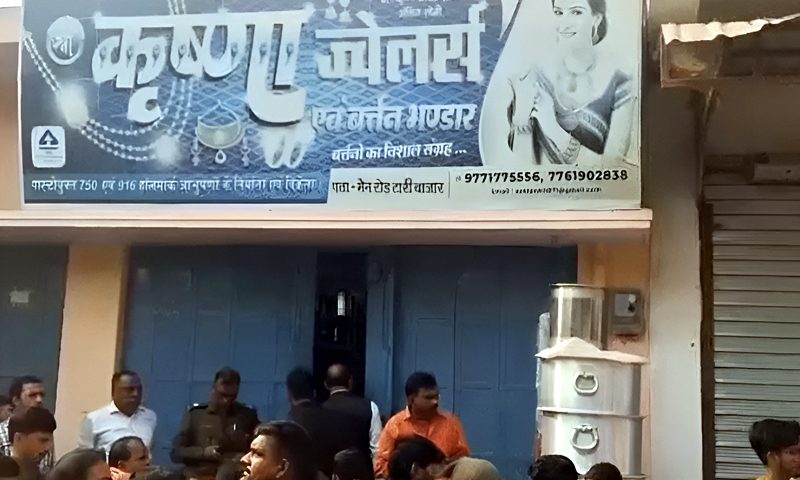 श्री
कृष्णा ज्वेलर्स
एवं बर्तन भण्डार
बर्तनो का विशाल संग्रह...
750 एवं 916 हॉलमार्क आभूषणों के निर्माता एवं विक्रेता
पता - मेन रोड टारी बाजार
9771775556, 7761902838